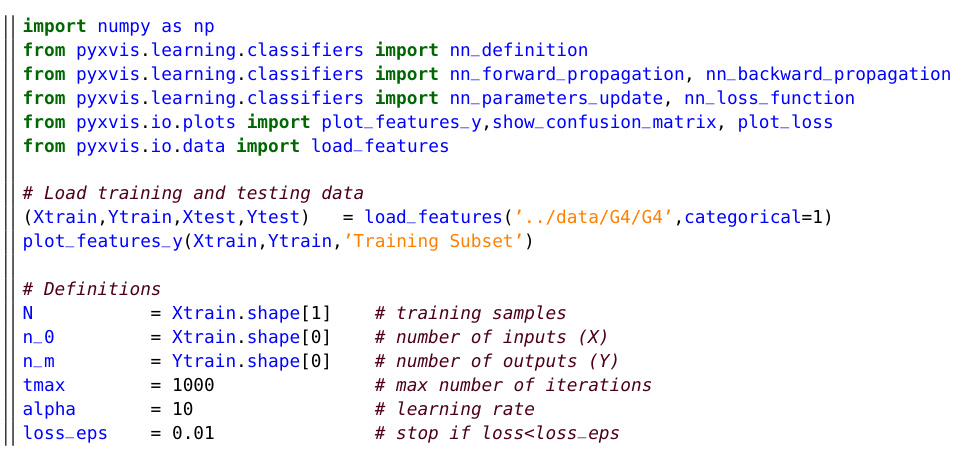 import numpy as np
from pyxvis.learning.classifiers import nn_definition
from pyxvis.learning.classifiers import nn_forward_propagation, nn_backward_propagation
from pyxvis.learning.classifiers import nn_parameters_update, nn_loss_function
from pyxvis.io.plots import plot_features_y,show_confusion_matrix, plot_loss
from pyxvis.io.data import load_features

# Load training and testing data
(Xtrain,Ytrain,Xtest,Ytest)   = load_features('../data/G4/G4',categorical=1)
plot_features_y(Xtrain,Ytrain,'Training Subset')

# Definitions
N           = Xtrain.shape[1]    # training samples
n_0         = Xtrain.shape[0]    # number of inputs (X)
n_m         = Ytrain.shape[0]    # number of outputs (Y)
tmax        = 1000               # max number of iterations
alpha       = 10                 # learning rate
loss_eps    = 0.01               # stop if loss<loss_eps